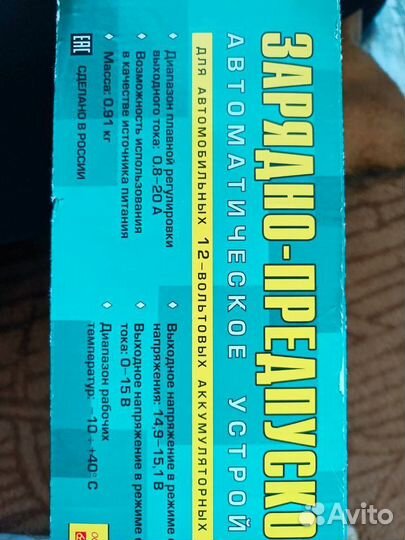 ЗАРЯДНО-ПРЕДПУСКО
АВТОМАТИЧЕСКОЕ УСТРОЙ
ДЛЯ АВТОМОБИЛЬНЫХ 12-ВОЛЬТОВЫХ АККУМУЛЯТОРНЫХ
Диапазон плавной регулировки
выходного тока: 0,8–20 А
Возможность использования
в качестве источника питания
Масса: 0,91 кг
EAC СДЕЛАНО В РОССИИ
Выходное напряжение в режиме
напряжения: 14,9–15,1 В
Выходное напряжение в режиме
тока: 0–15 В
Диапазон рабочих
температур: –10 ÷ +40° С
Avito